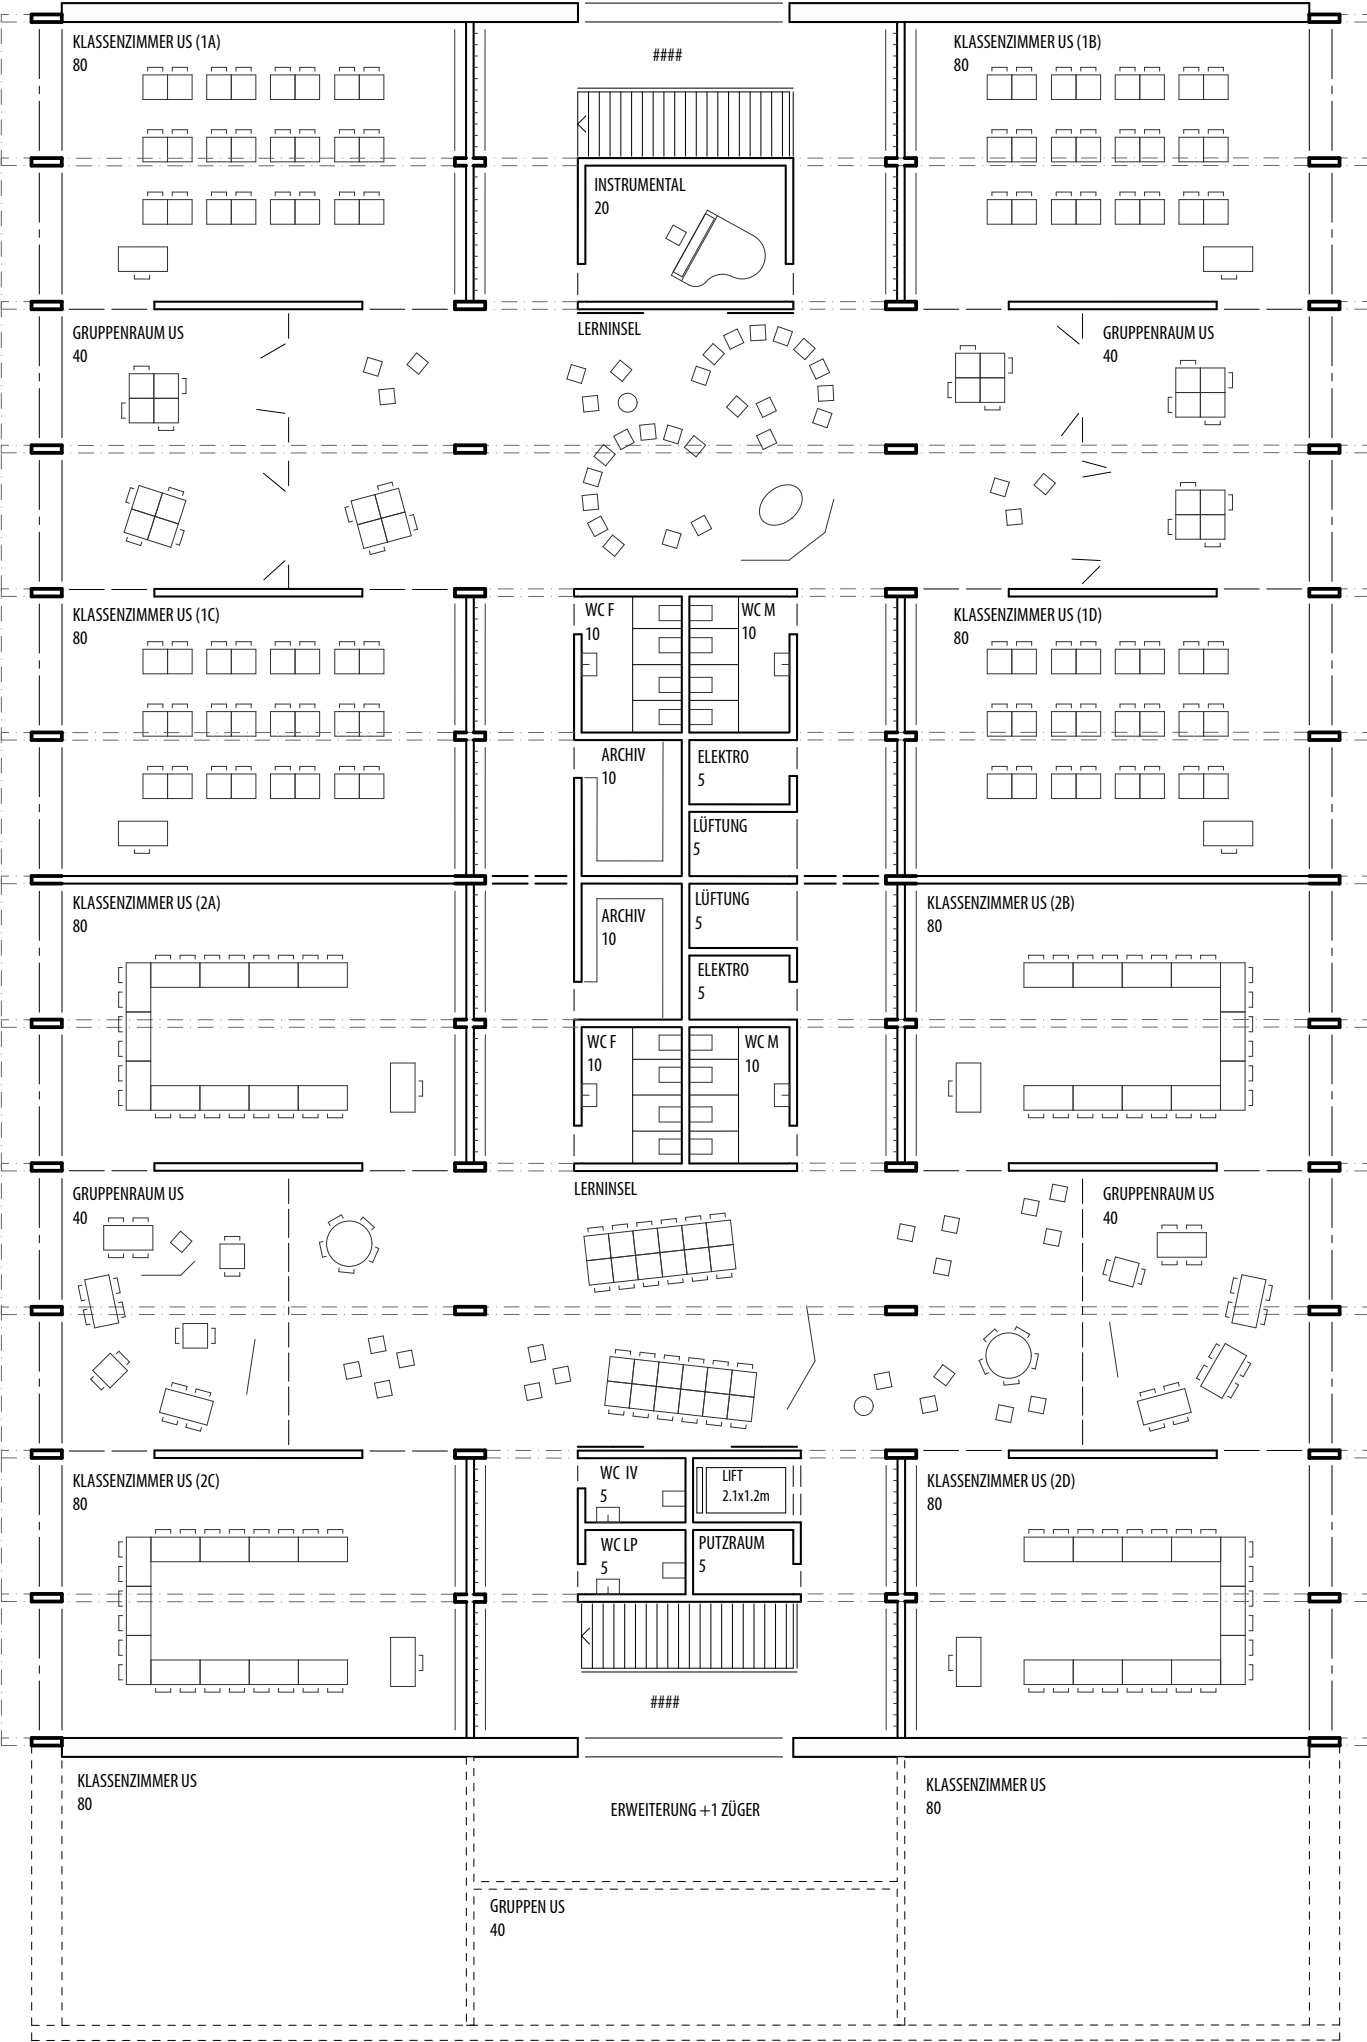 KLASSENZIMMER US (1A)
80
####
KLASSENZIMMER US (1B)
80
INSTRUMENTAL
20
GRUPPENRAUM US
40
LERNINSEL
GRUPPENRAUM US
40
KLASSENZIMMER US (1C)
80
WC F
10
WC M
10
KLASSENZIMMER US (1D)
80
ARCHIV
10
ELEKTRO
5
LÜFTUNG
5
KLASSENZIMMER US (2A)
80
ARCHIV
10
LÜFTUNG
5
KLASSENZIMMER US (2B)
80
ELEKTRO
5
WC F
10
WC M
10
GRUPPENRAUM US
40
LERNINSEL
GRUPPENRAUM US
40
KLASSENZIMMER US (2C)
80
WC IV
5
LIFT
2.1x1.2m
KLASSENZIMMER US (2D)
80
WC LP
5
PUTZRAUM
5
####
KLASSENZIMMER US
80
ERWEITERUNG +1 ZÜGER
KLASSENZIMMER US
80
GRUPPEN US
40